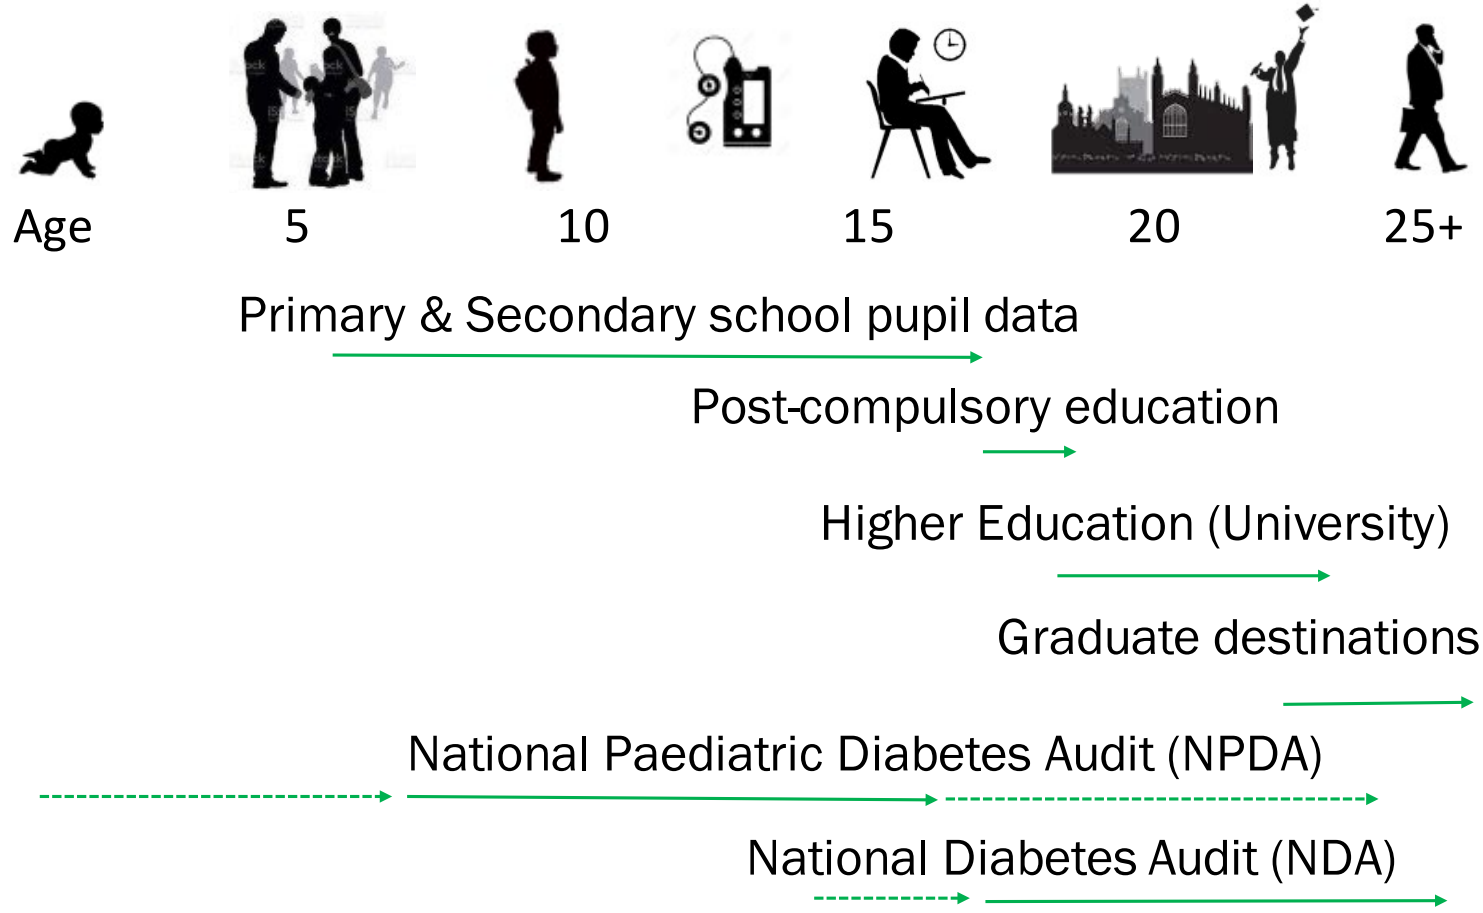 Age 5 10 15 20 25+
Primary & Secondary school pupil data
Post-compulsory education
Higher Education (University)
Graduate destinations
National Paediatric Diabetes Audit (NPDA)
National Diabetes Audit (NDA)